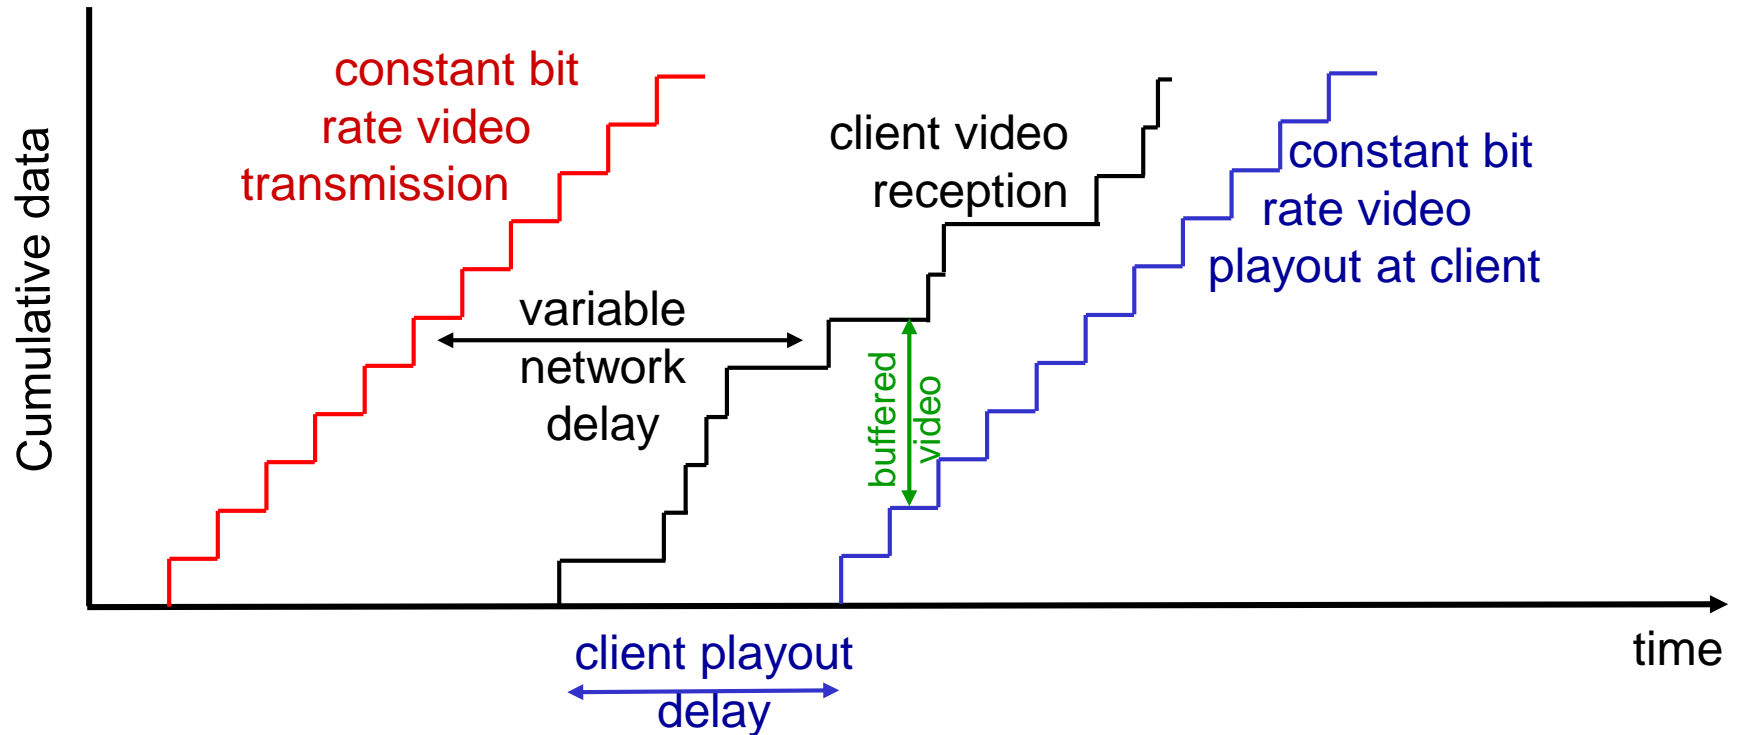 constant bit
rate video
transmission
client video
reception
constant bit
rate video
playout at client
Cumulative data
variable
network
delay
buffered
video
time
client playout
delay